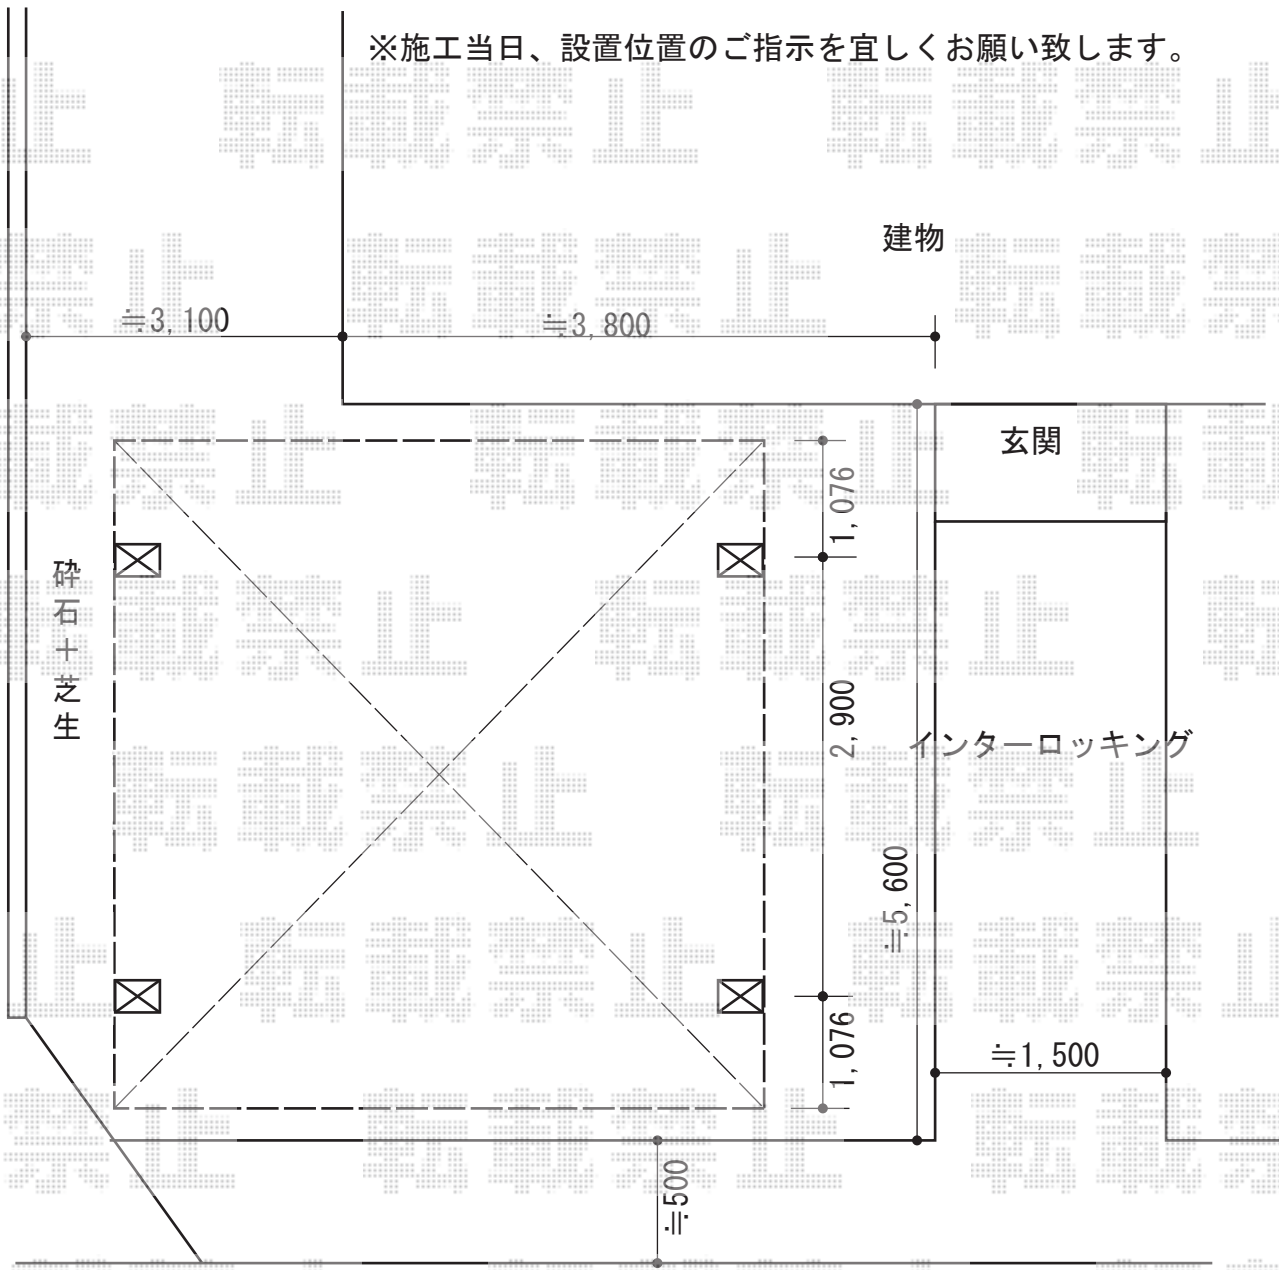 ※施工当日、設置位置のご指示を宜しくお願い致します。
転載禁止
建物
≒3,100
≒3,800
玄関
1,076
砕石＋芝生
2,900
インターロッキング
≒5,600
1,076
≒1,500
≒500